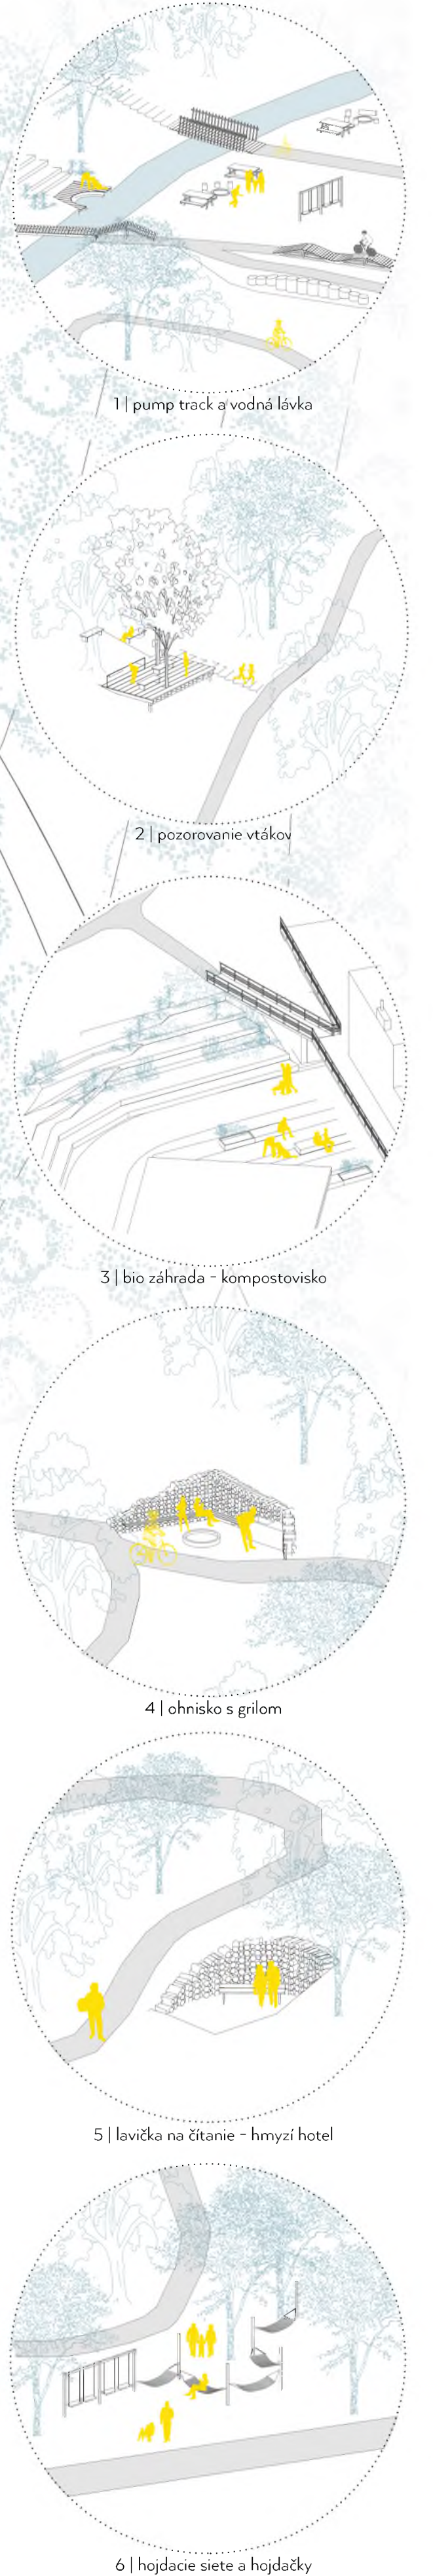 1 | pump track a vodná lávka
2 | pozorovanie vtákov
3 | bio záhrada - kompostovisko
4 | ohnisko s grilom
5 | lavička na čítanie - hmyzí hotel
6 | hojdacie siete a hojdačky